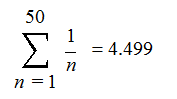 50
∑ 1/n = 4.499
n = 1